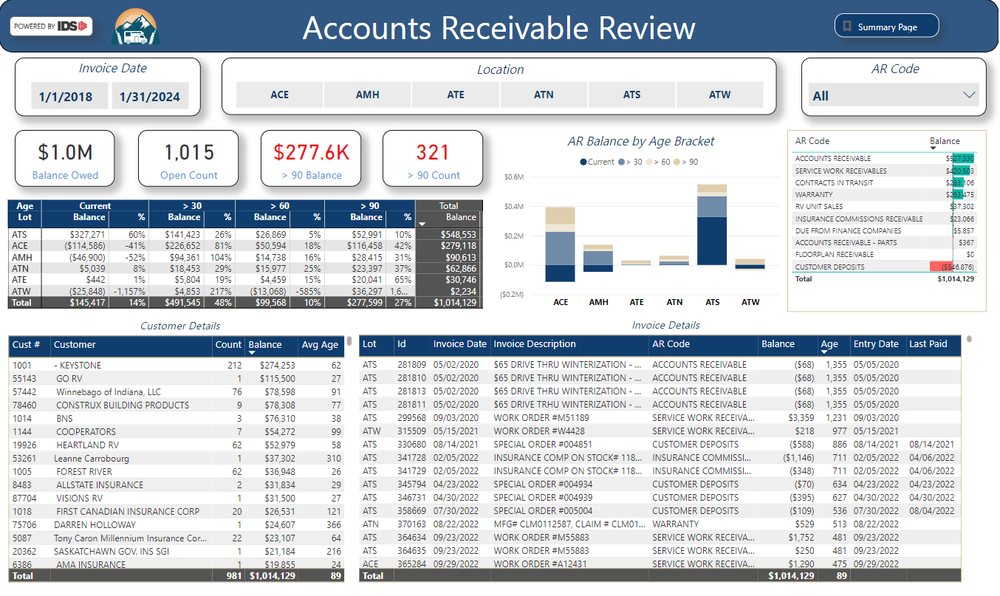 POWERED BY IDS
Accounts Receivable Review
Summary Page
Invoice Date
1/1/2018 1/31/2024
Location
ACE AMH ATE ATN ATS ATW
AR Code
All
$1.0M
Balance Owed
1,015
Open Count
$277.6K
> 90 Balance
321
> 90 Count
Age Current > 30 > 60 > 90 Total
Lot Balance % Balance % Balance % Balance % Balance
ATS $327,271 60% $141,423 26% $26,869 5% $52,991 10% $548,553
ACE ($114,586) -41% $226,652 81% $50,594 18% $116,458 42% $279,118
AMH ($46,900) -52% $94,361 104% $14,738 16% $28,415 31% $90,613
ATN $5,039 8% $18,453 29% $15,977 25% $23,397 37% $62,866
ATE $442 1% $5,804 19% $4,459 15% $20,041 65% $30,746
ATW ($25,848) -1,157% $4,853 217% ($13,068) -585% $36,297 1,6... $2,234
Total $145,417 14% $491,545 48% $99,568 10% $277,599 27% $1,014,129
AR Balance by Age Bracket
Current > 30 > 60 > 90
$0.6M
$0.4M
$0.2M
$0.0M
($0.2M)
ACE AMH ATE ATN ATS ATW
AR Code Balance
ACCOUNTS RECEIVABLE $527,330
SERVICE WORK RECEIVABLES $420,503
CONTRACTS IN TRANSIT $283,106
WARRANTY $263,475
RV UNIT SALES $37,302
INSURANCE COMMISSIONS RECEIVABLE $23,066
DUE FROM FINANCE COMPANIES $5,857
ACCOUNTS RECEIVABLE - PARTS $367
FLOORPLAN RECEIVABLE $0
CUSTOMER DEPOSITS ($546,876)
Total $1,014,129
Customer Details
Cust # Customer Count Balance Avg Age
1001 - KEYSTONE 212 $274,253 62
55143 GO RV 1 $115,500 27
57442 Winnebago of Indiana, LLC 76 $78,598 91
78460 CONSTRUX BUILDING PRODUCTS 9 $78,308 77
1014 BNS 3 $76,310 38
1144 COOPERATORS 7 $54,272 99
19926 HEARTLAND RV 62 $52,979 58
53261 Leanne Carrobourg 1 $37,302 310
1005 FOREST RIVER 62 $36,948 26
8483 ALLSTATE INSURANCE 2 $31,834 29
87704 VISIONS RV 1 $31,500 27
1018 FIRST CANADIAN INSURANCE CORP 20 $26,531 121
75706 DARREN HOLLOWAY 1 $24,607 366
5087 Tony Caron Millennium Insurance Cor... 22 $23,107 64
20362 SASKATCHAWN GOV. INS SGI 1 $21,184 216
6386 AMA INSURANCE 1 $19,855 24
Total 981 $1,014,129 89
Invoice Details
Lot Id Invoice Date Invoice Description AR Code Balance Age Entry Date Last Paid
ATS 281809 05/02/2020 $65 DRIVE THRU WINTERIZATION - ... ACCOUNTS RECEIVABLE ($68) 1,355 05/05/2020
ATS 281810 05/02/2020 $65 DRIVE THRU WINTERIZATION - ... ACCOUNTS RECEIVABLE ($68) 1,355 05/05/2020
ATS 281813 05/02/2020 $65 DRIVE THRU WINTERIZATION - ... ACCOUNTS RECEIVABLE ($68) 1,355 05/05/2020
ATS 281811 05/02/2020 $65 DRIVE TRHU WINTERIZATION - ... ACCOUNTS RECEIVABLE ($68) 1,355 05/05/2020
ATS 299568 09/03/2020 WORK ORDER #M51189 SERVICE WORK RECEIVA... $3,359 1,231 09/03/2020
ATW 315509 05/15/2021 WORK ORDER #W4428 SERVICE WORK RECEIVA... $218 977 05/15/2021
ATS 330680 08/14/2021 SPECIAL ORDER #004851 CUSTOMER DEPOSITS ($588) 886 08/14/2021 08/14/2021
ATS 341728 02/05/2022 INSURANCE COMP ON STOCK# 118... INSURANCE COMMISSI... ($1,146) 711 02/05/2022 04/06/2022
ATS 341729 02/05/2022 INSURANCE COMP ON STOCK# 118... INSURANCE COMMISSI... ($348) 711 02/05/2022 04/06/2022
ATS 345794 04/23/2022 SPECIAL ORDER #004934 CUSTOMER DEPOSITS ($70) 634 04/23/2022 04/23/2022
ATS 346731 04/30/2022 SPECIAL ORDER #004939 CUSTOMER DEPOSITS ($395) 627 04/30/2022 04/30/2022
ATS 358669 07/30/2022 SPECIAL ORDER #005004 CUSTOMER DEPOSITS ($109) 536 07/30/2022 08/04/2022
ATN 370163 08/22/2022 MFG# CLM0112587, CLAIM # CLM01... WARRANTY $529 513 08/22/2022
ATS 364634 09/23/2022 WORK ORDER #M55883 SERVICE WORK RECEIVA... $1,752 481 09/23/2022
ATS 364635 09/23/2022 WORK ORDER #M55883 SERVICE WORK RECEIVA... $250 481 09/23/2022
ACE 365284 09/29/2022 WORK ORDER #A12431 SERVICE WORK RECEIVA... $1,290 475 09/29/2022
Total $1,014,129 89